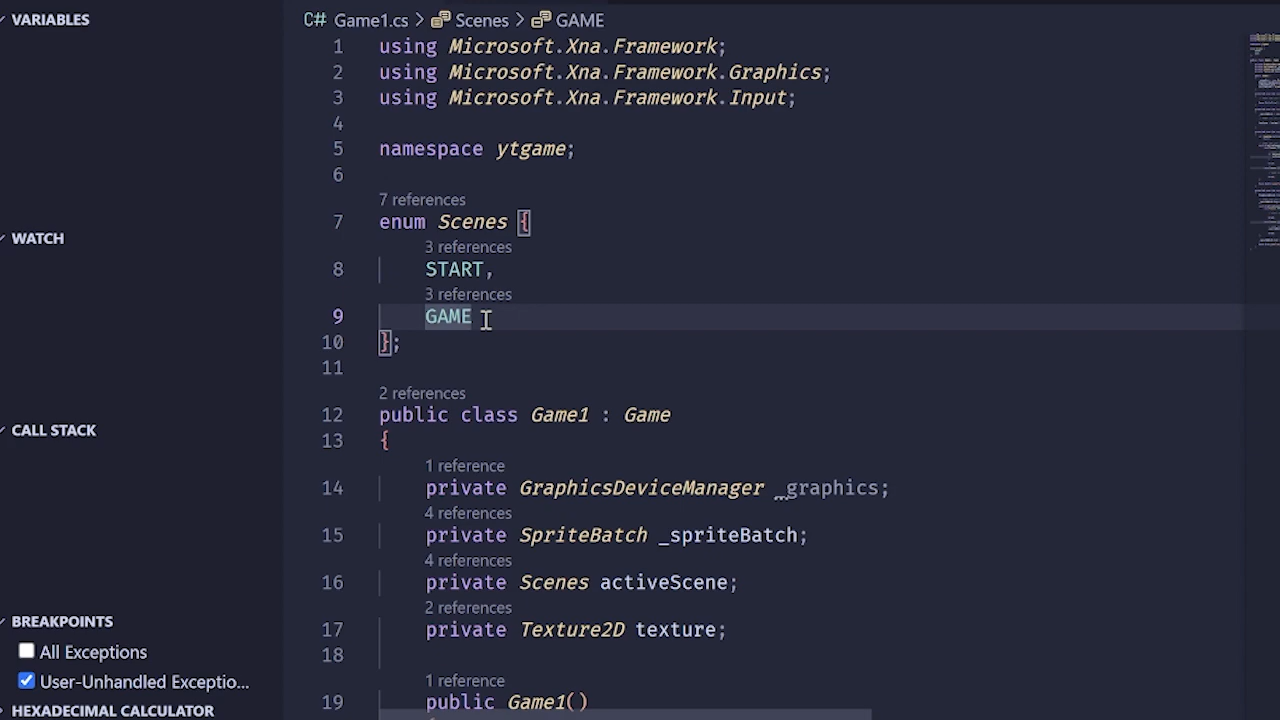 VARIABLES
WATCH
CALL STACK
BREAKPOINTS
All Exceptions
User-Unhandled Exceptio...
HEXADECIMAL CALCULATOR
C# Game1.cs > Scenes > GAME
1 using Microsoft.Xna.Framework;
2 using Microsoft.Xna.Framework.Graphics;
3 using Microsoft.Xna.Framework.Input;
4
5 namespace ytgame;
6
7 references
7 enum Scenes {
3 references
8 START,
3 references
9 GAME
10 };
11
2 references
12 public class Game1 : Game
13 {
1 reference
14 private GraphicsDeviceManager _graphics;
4 references
15 private SpriteBatch _spriteBatch;
4 references
16 private Scenes activeScene;
2 references
17 private Texture2D texture;
18
1 reference
19 public Game1()